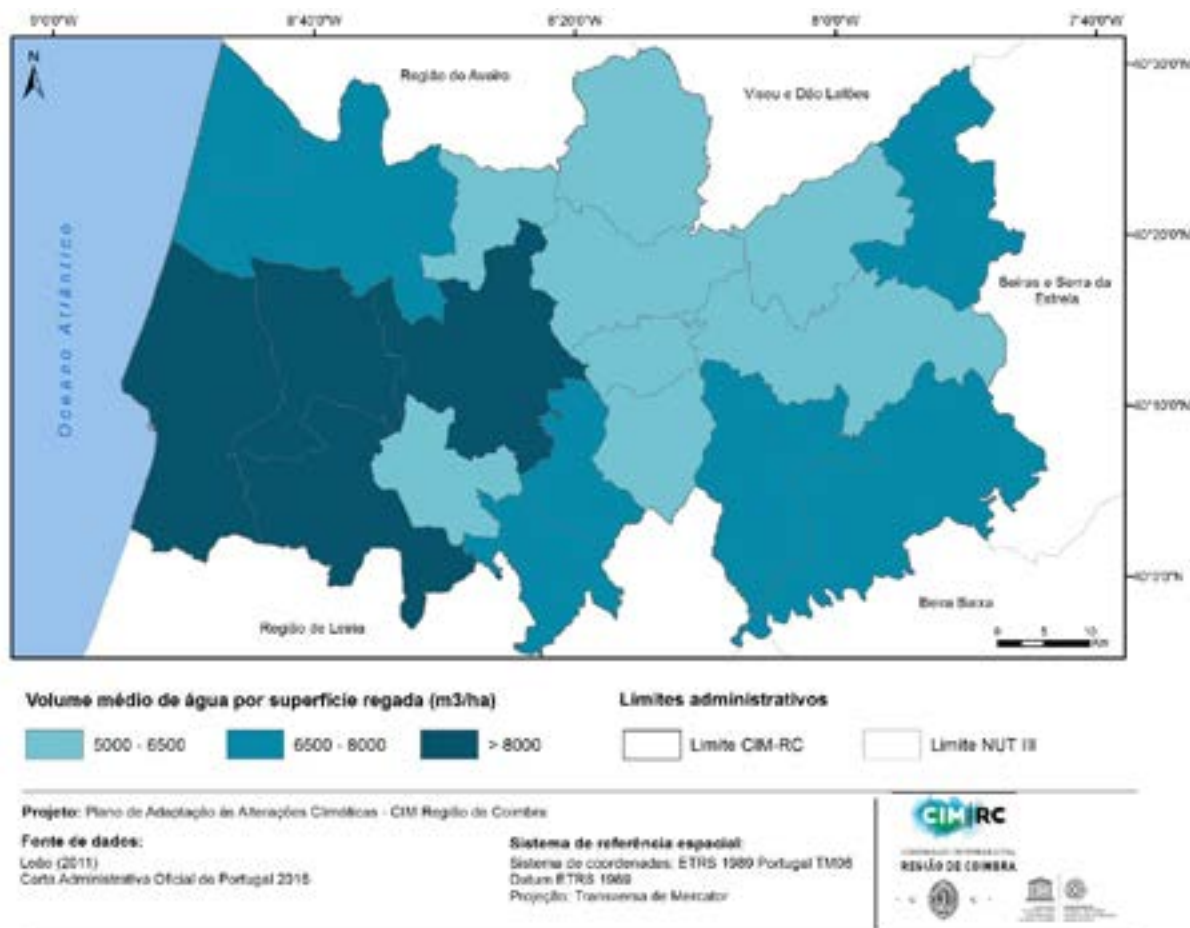 9°0'0"W 8°40'0"W 8°20'0"W 8°0'0"W 7°40'0"W
N
Região de Aveiro
Viseu e Dão Lafões
40°30'0"N
40°20'0"N
Oceano Atlântico
Beiras e Serra da
Estrela
40°10'0"N
40°0'0"N
Beira Baixa
Região de Leiria
0 5 10
Km
Volume médio de água por superfície regada (m3/ha)
5000 - 6500
6500 - 8000
> 8000
Limites administrativos
Limite CIM-RC
Limite NUT III
Projeto: Plano de Adaptação às Alterações Climáticas - CIM Região de Coimbra
Fonte de dados:
Leão (2011)
Carta Administrativa Oficial de Portugal 2016
Sistema de referência espacial:
Sistema de coordenadas: ETRS 1989 Portugal TM06
Datum ETRS 1989
Projeção: Transversa de Mercator
CIM RC
REGIÃO DE COIMBRA